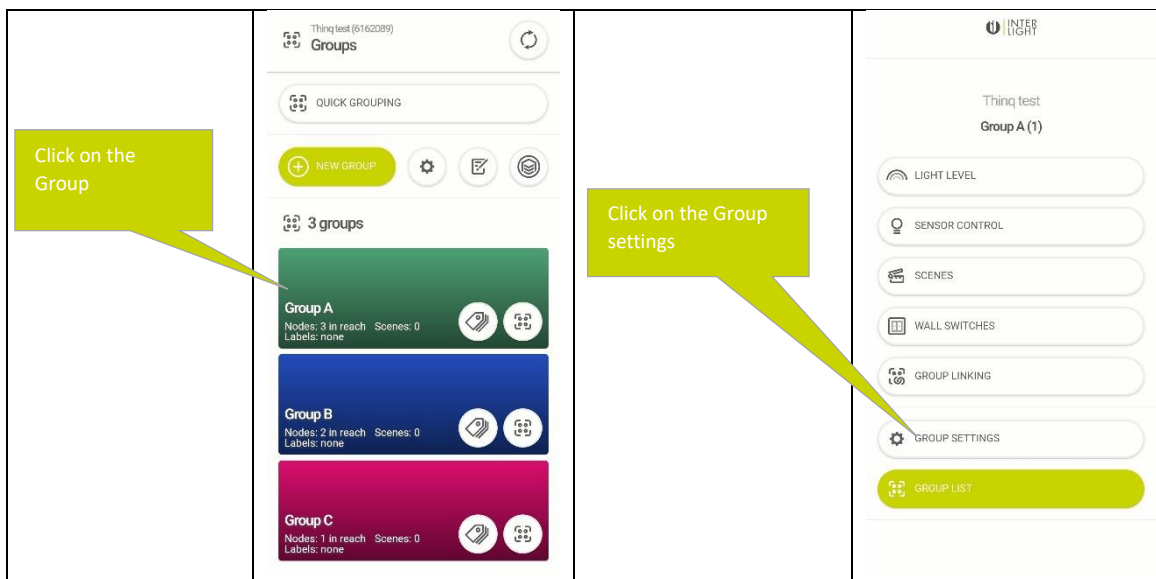 Click on the
Group
Thinq test (6162089)
Groups
QUICK GROUPING
NEW GROUP
3 groups
Group A
Nodes: 3 in reach Scenes: 0
Labels: none
Group B
Nodes: 2 in reach Scenes: 0
Labels: none
Group C
Nodes: 1 in reach Scenes: 0
Labels: none
Click on the Group
settings
INTER
LIGHT
Thinq test
Group A (1)
LIGHT LEVEL
SENSOR CONTROL
SCENES
WALL SWITCHES
GROUP LINKING
GROUP SETTINGS
GROUP LIST